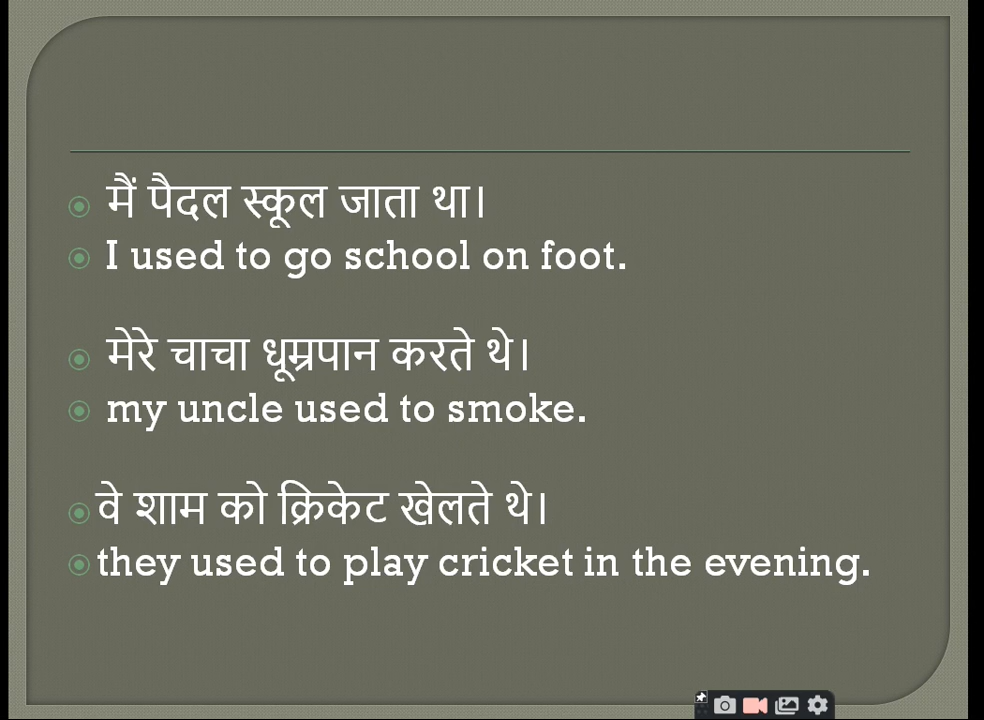 मैं पैदल स्कूल जाता था।
I used to go school on foot.
मेरे चाचा धूम्रपान करते थे।
my uncle used to smoke.
वे शाम को क्रिकेट खेलते थे।
they used to play cricket in the evening.